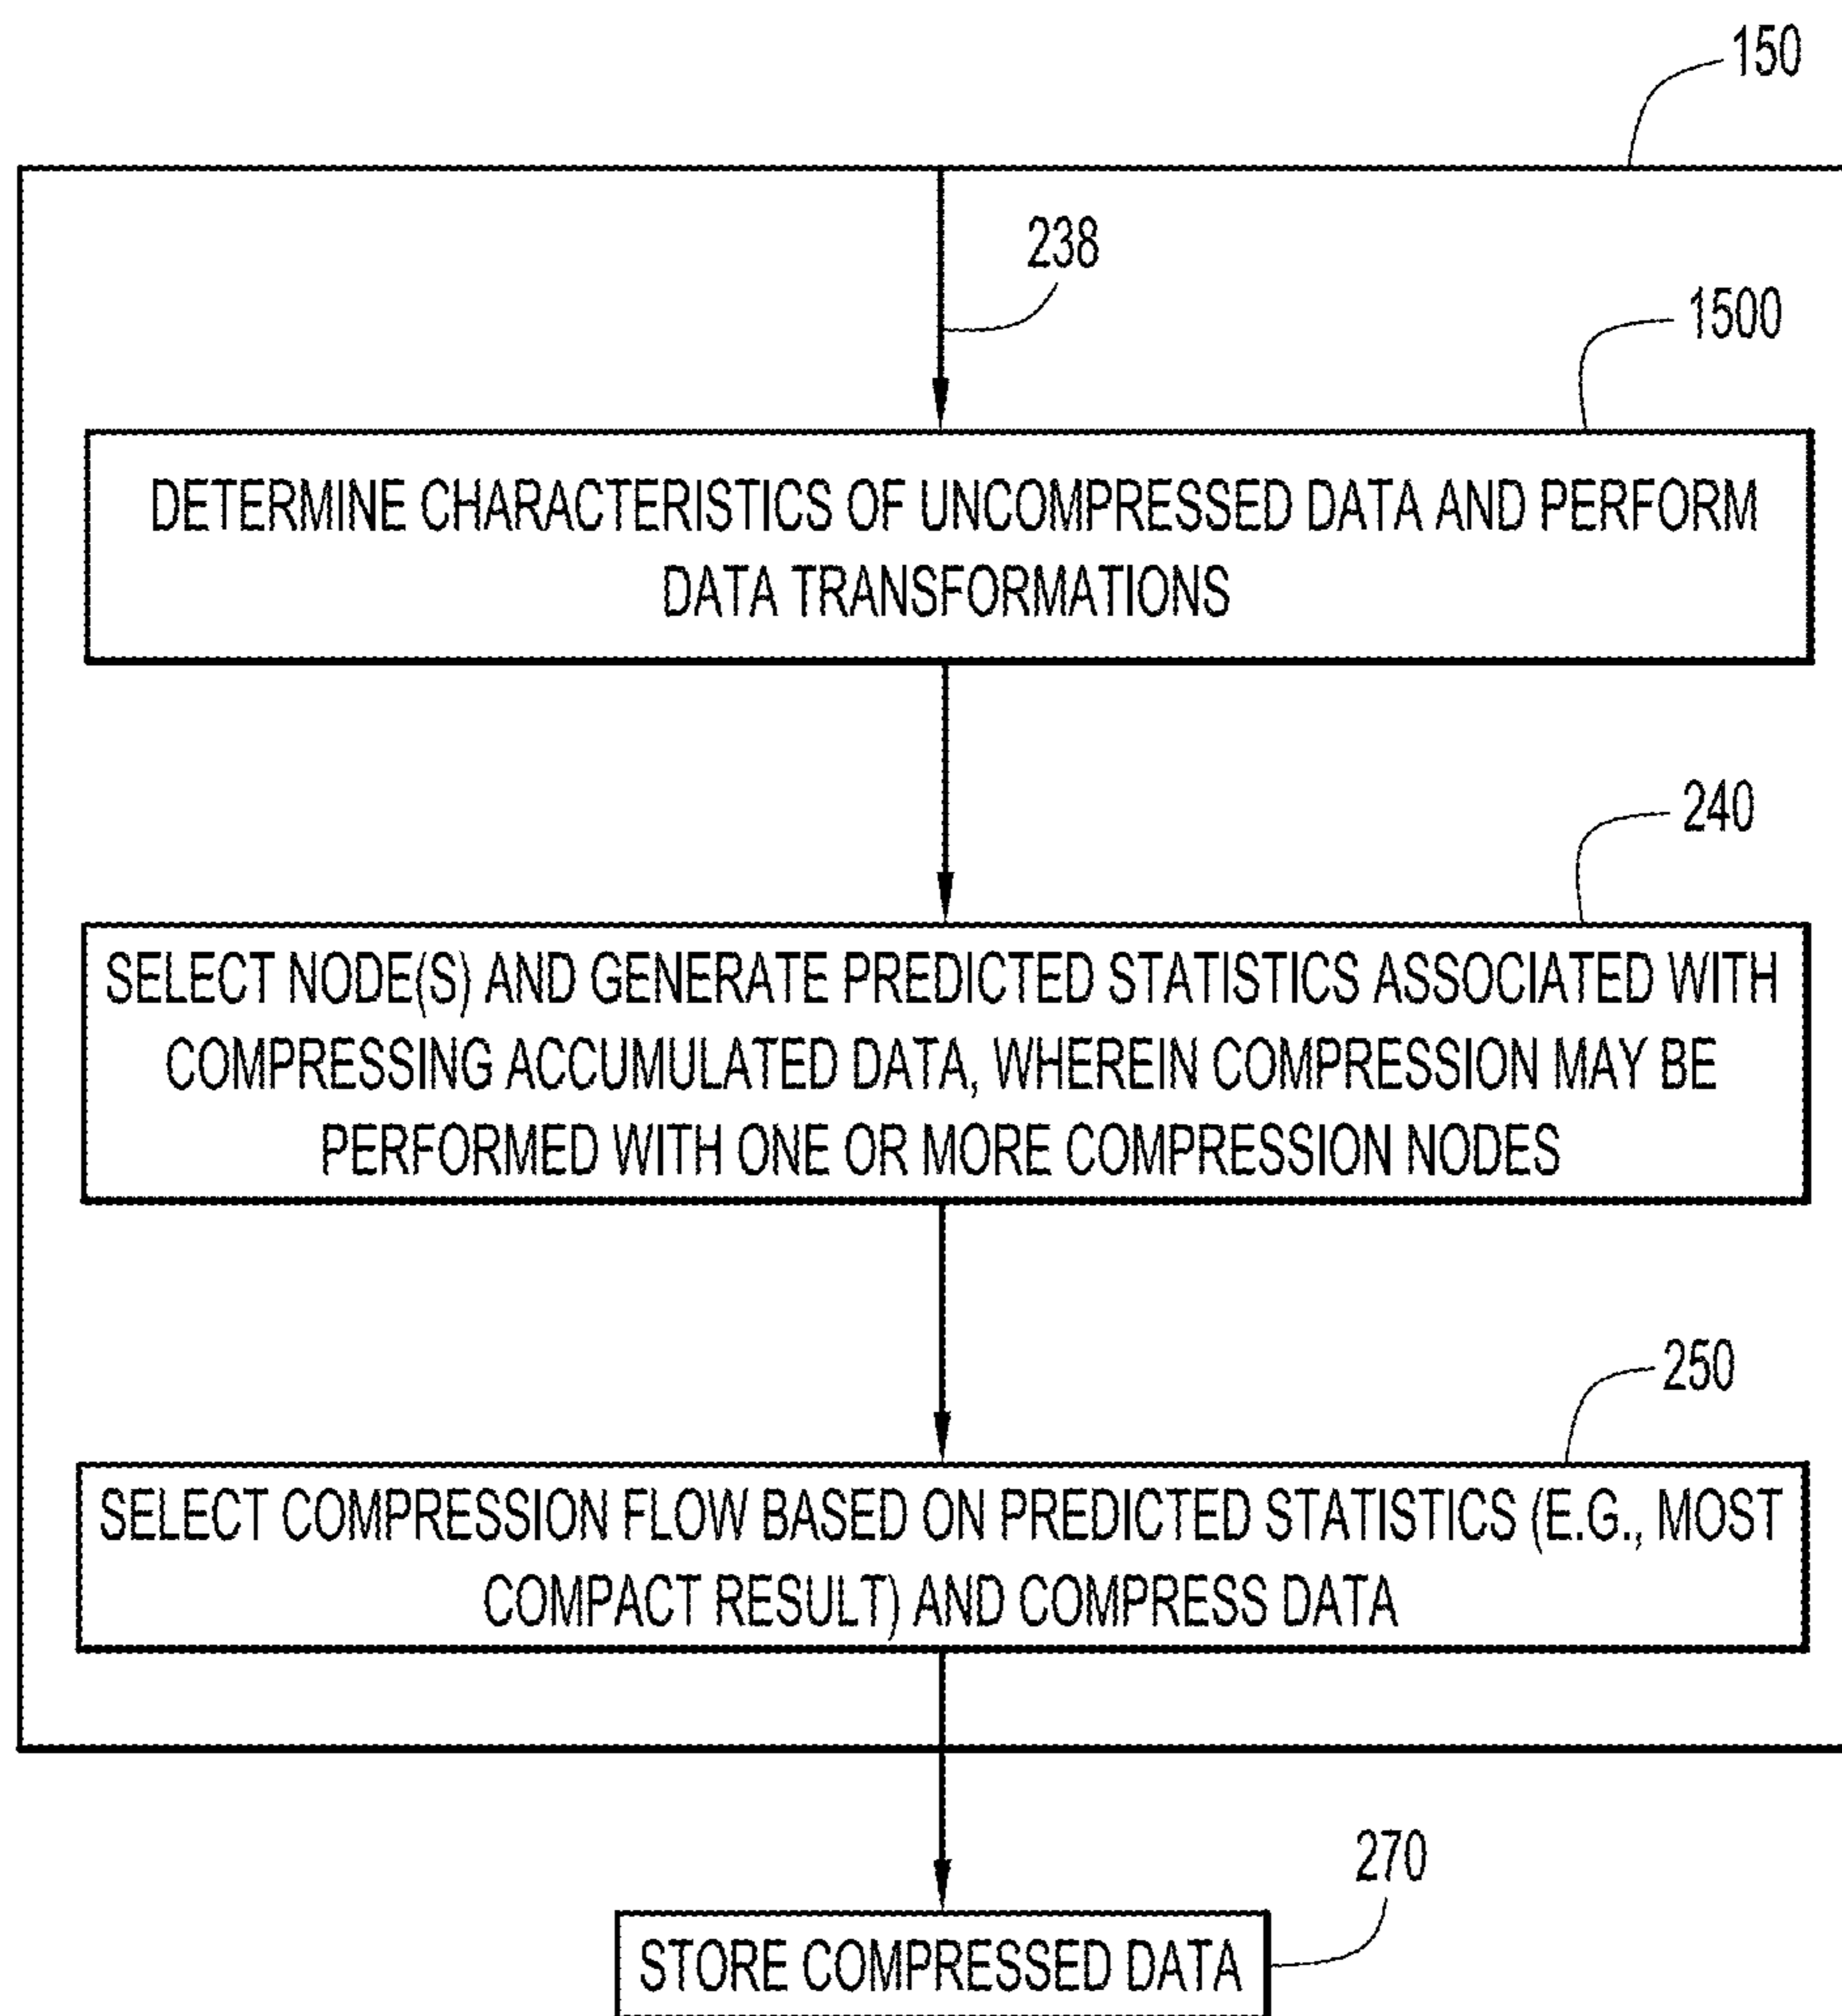 150
238
1500
DETERMINE CHARACTERISTICS OF UNCOMPRESSED DATA AND PERFORM
DATA TRANSFORMATIONS
240
SELECT NODE(S) AND GENERATE PREDICTED STATISTICS ASSOCIATED WITH
COMPRESSING ACCUMULATED DATA, WHEREIN COMPRESSION MAY BE
PERFORMED WITH ONE OR MORE COMPRESSION NODES
250
SELECT COMPRESSION FLOW BASED ON PREDICTED STATISTICS (E.G., MOST
COMPACT RESULT) AND COMPRESS DATA
270
STORE COMPRESSED DATA